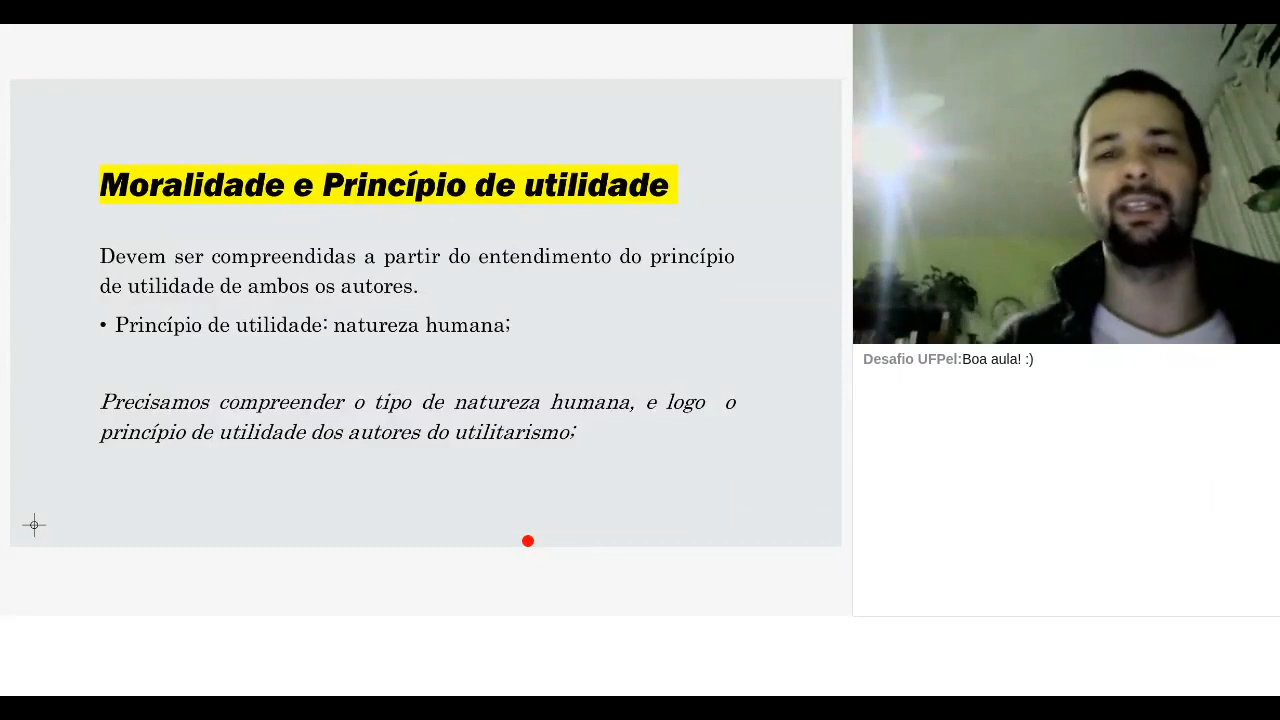 Moralidade e Princípio de utilidade
Devem ser compreendidas a partir do entendimento do princípio
de utilidade de ambos os autores.
• Princípio de utilidade: natureza humana;
Precisamos compreender o tipo de natureza humana, e logo o
princípio de utilidade dos autores do utilitarismo;
Desafio UFPel:Boa aula! :)